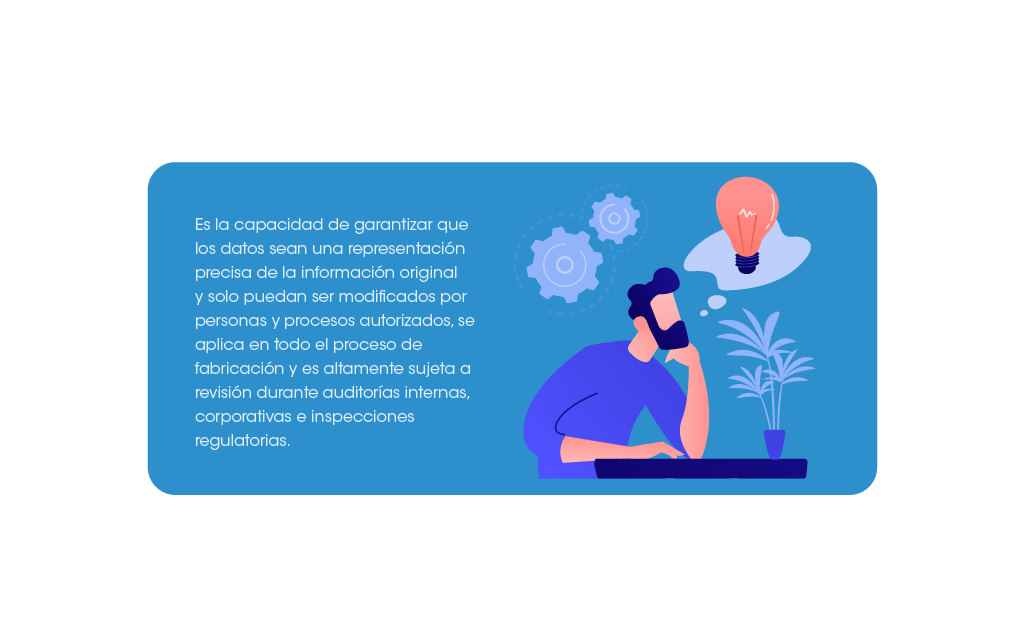 Es la capacidad de garantizar que
los datos sean una representación
precisa de la información original
y solo puedan ser modificados por
personas y procesos autorizados, se
aplica en todo el proceso de
fabricación y es altamente sujeta a
revisión durante auditorías internas,
corporativas e inspecciones
regulatorias.